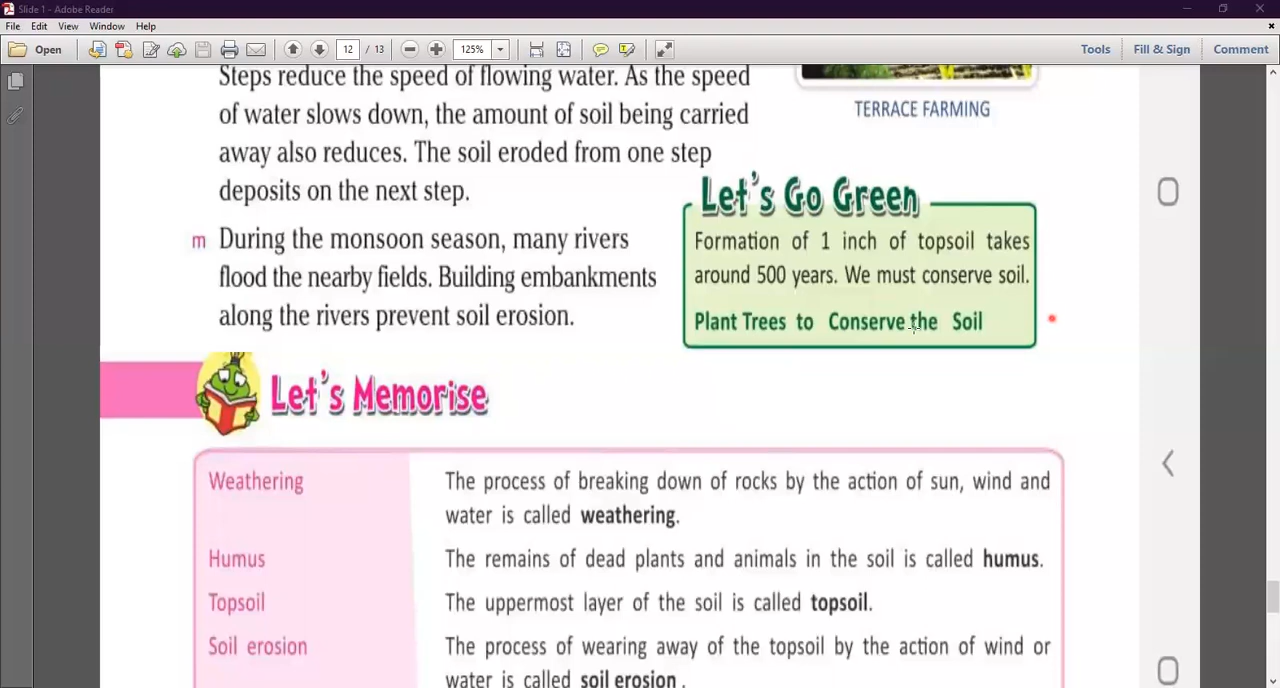 Slide 1 - Adobe Reader
File Edit View Window Help
Open 12 / 13 125% Tools Fill & Sign Comment
Steps reduce the speed of flowing water. As the speed
of water slows down, the amount of soil being carried
away also reduces. The soil eroded from one step
deposits on the next step.
TERRACE FARMING
m During the monsoon season, many rivers
flood the nearby fields. Building embankments
along the rivers prevent soil erosion.
Let's Go Green
Formation of 1 inch of topsoil takes
around 500 years. We must conserve soil.
Plant Trees to Conserve the Soil
Let's Memorise
Weathering The process of breaking down of rocks by the action of sun, wind and
water is called weathering.
Humus The remains of dead plants and animals in the soil is called humus.
Topsoil The uppermost layer of the soil is called topsoil.
Soil erosion The process of wearing away of the topsoil by the action of wind or
water is called soil erosion .